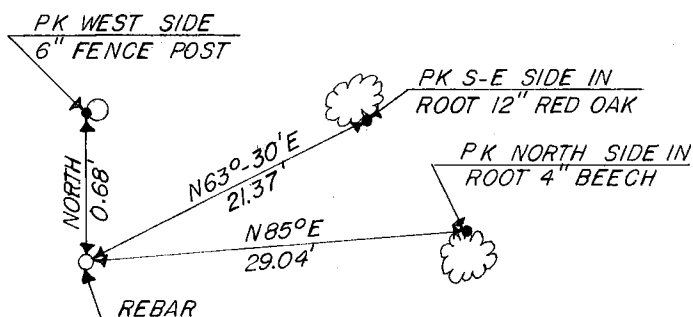 PK WEST SIDE
6" FENCE POST
PK S-E SIDE IN
ROOT 12" RED OAK
PK NORTH SIDE IN
ROOT 4" BEECH
NORTH
0.68'
N63°-30'E
21.37'
N85°E
29.04'
REBAR